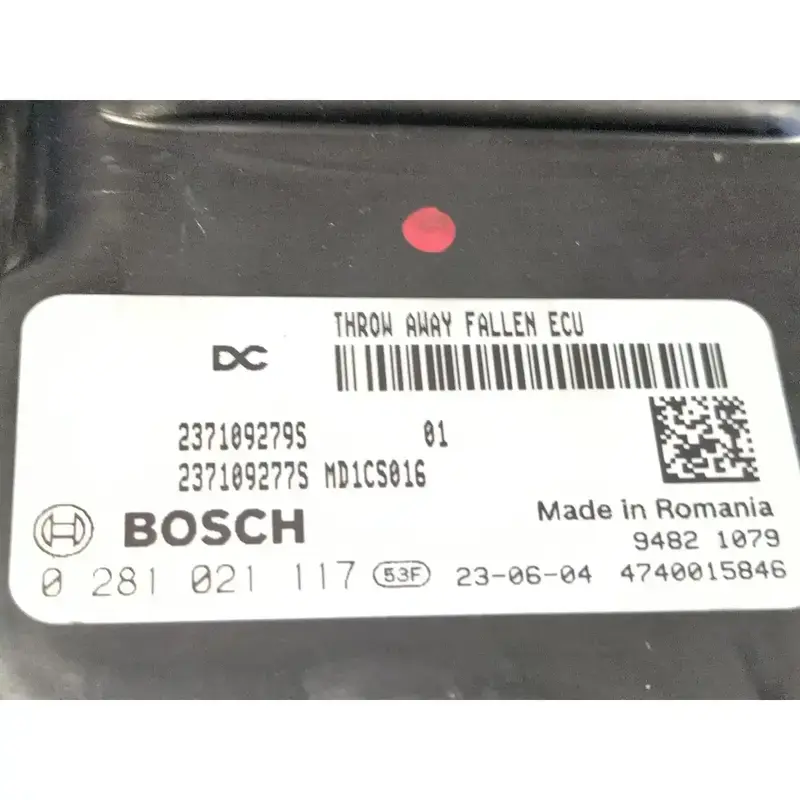 THROW AWAY FALLEN ECU
DC
237109279S 01
237109277S MD1CS016
BOSCH
Made in Romania
9482 1079
0 281 021 117 53F 23-06-04 4740015846